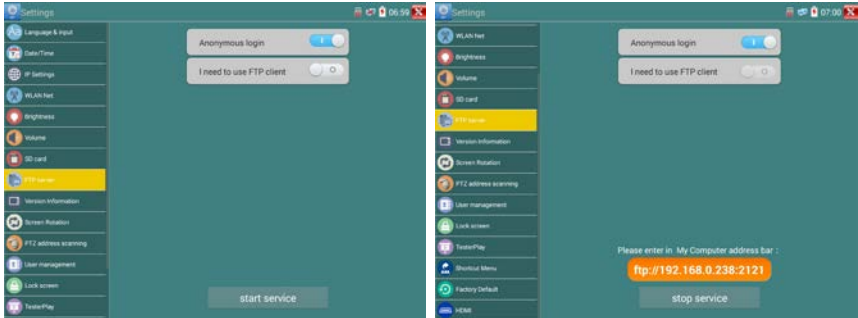 Settings
06:59
Language & input
Date/Time
IP Settings
WLAN Net
Brightness
Volume
SD card
FTP Server
Version Information
Screen Rotation
PTZ address scanning
User management
Lock screen
TesterPlay
Anonymous login
I need to use FTP client
start service
Settings
07:00
WLAN Net
Brightness
Volume
SD card
FTP Server
Version Information
Screen Rotation
PTZ address scanning
User management
Lock screen
TesterPlay
Shortcut Menu
Factory Default
HDMI
Anonymous login
I need to use FTP client
Please enter in My Computer address bar :
ftp://192.168.0.238:2121
stop service